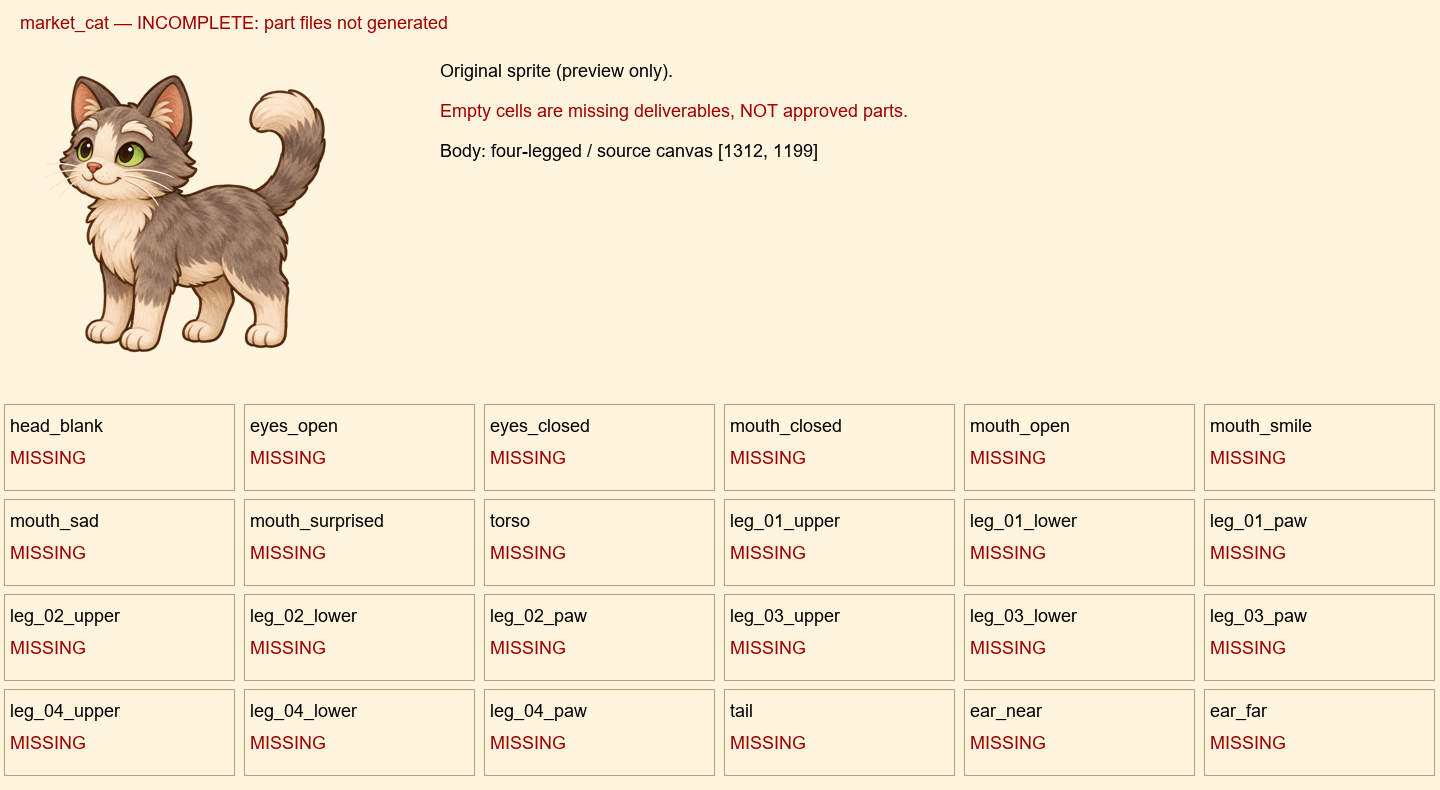 market_cat — INCOMPLETE: part files not generated
Original sprite (preview only).
Empty cells are missing deliverables, NOT approved parts.
Body: four-legged / source canvas [1312, 1199]
head_blank
MISSING
eyes_open
MISSING
eyes_closed
MISSING
mouth_closed
MISSING
mouth_open
MISSING
mouth_smile
MISSING
mouth_sad
MISSING
mouth_surprised
MISSING
torso
MISSING
leg_01_upper
MISSING
leg_01_lower
MISSING
leg_01_paw
MISSING
leg_02_upper
MISSING
leg_02_lower
MISSING
leg_02_paw
MISSING
leg_03_upper
MISSING
leg_03_lower
MISSING
leg_03_paw
MISSING
leg_04_upper
MISSING
leg_04_lower
MISSING
leg_04_paw
MISSING
tail
MISSING
ear_near
MISSING
ear_far
MISSING